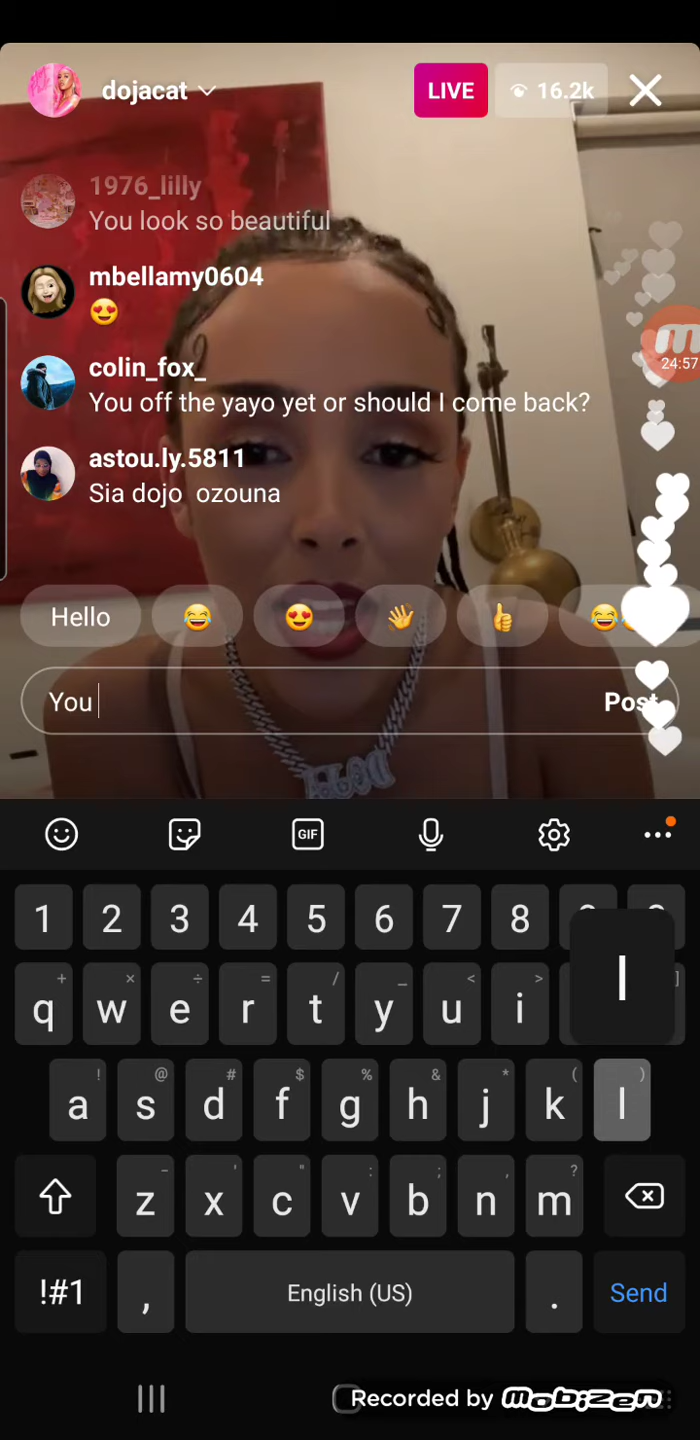 dojacat
LIVE
16.2k
1976_lilly
You look so beautiful
mbellamy0604
😍
colin_fox_
You off the yayo yet or should I come back?
astou.ly.5811
Sia dojo ozouna
Hello 😂 😍 👋 👍 😂
You
Post
24:57
GIF
1 2 3 4 5 6 7 8
+ × ÷ = / _ < > ]
q w e r t y u i
l
! @ # $ % & * ( )
a s d f g h j k l
- ' " : ; , ?
z x c v b n m
!#1 , English (US) . Send
Recorded by mobizen